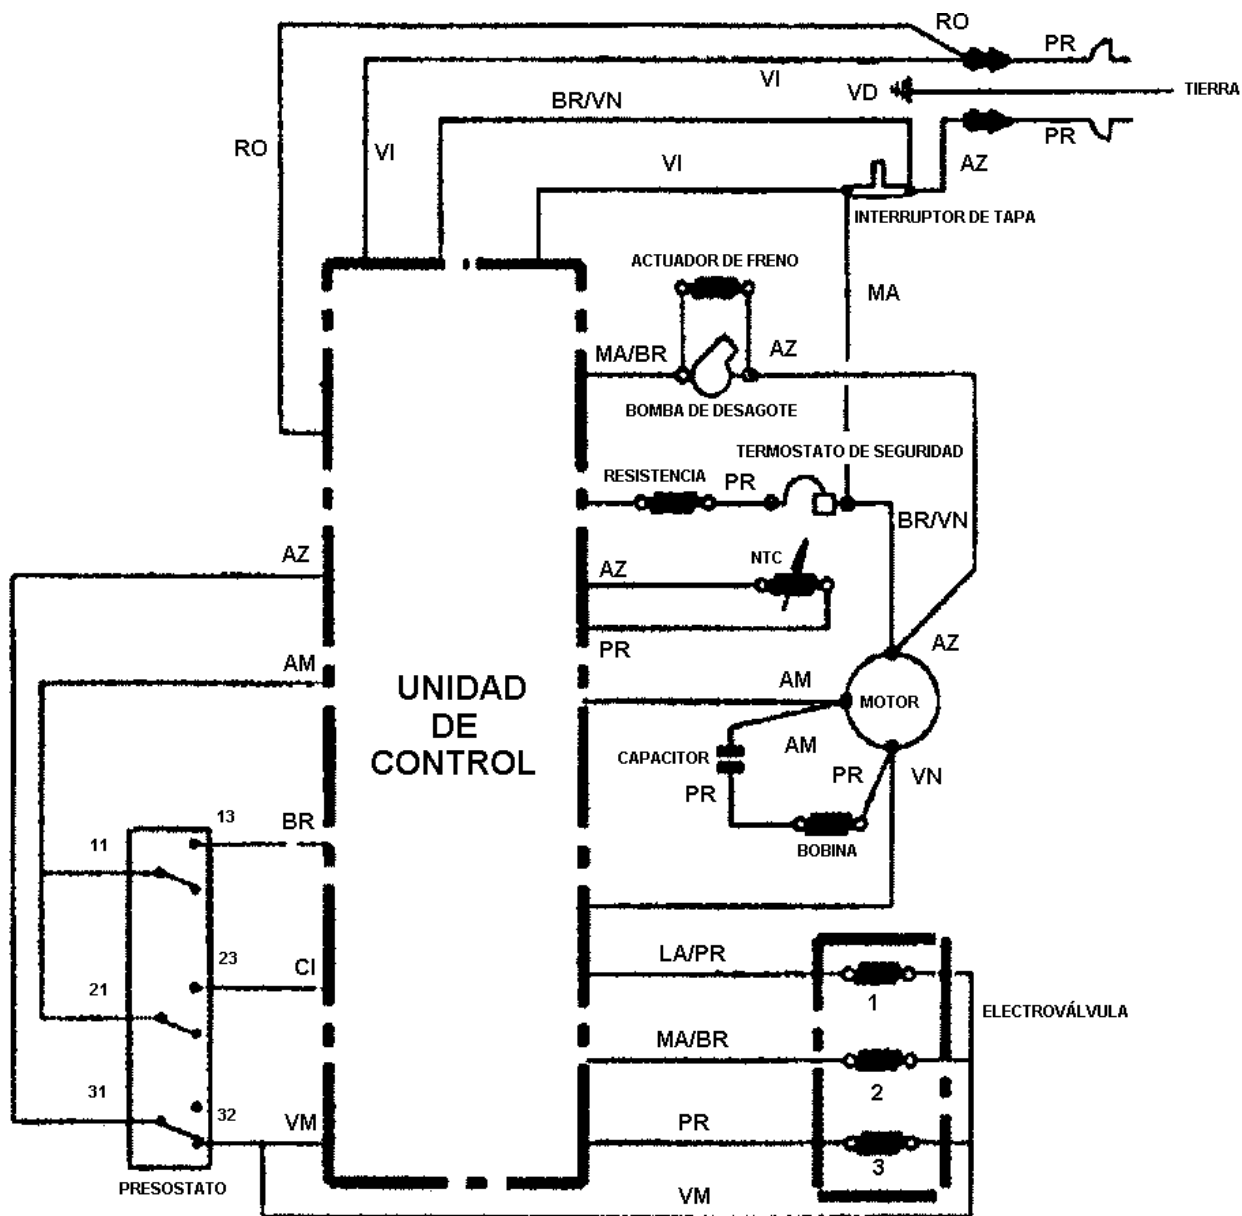 RO
PR
VI
VD
TIERRA
BR/VN
PR
RO
VI
VI
AZ
INTERRUPTOR DE TAPA
ACTUADOR DE FRENO
MA
MA/BR
AZ
BOMBA DE DESAGOTE
TERMOSTATO DE SEGURIDAD
RESISTENCIA
PR
BR/VN
AZ
NTC
AZ
PR
AZ
AM
AM
UNIDAD
DE
CONTROL
MOTOR
AM
CAPACITOR
PR
VN
PR
BOBINA
13
BR
11
23
CI
21
LA/PR
1
ELECTROVÁLVULA
MA/BR
2
31
32
VM
PR
3
PRESOSTATO
VM